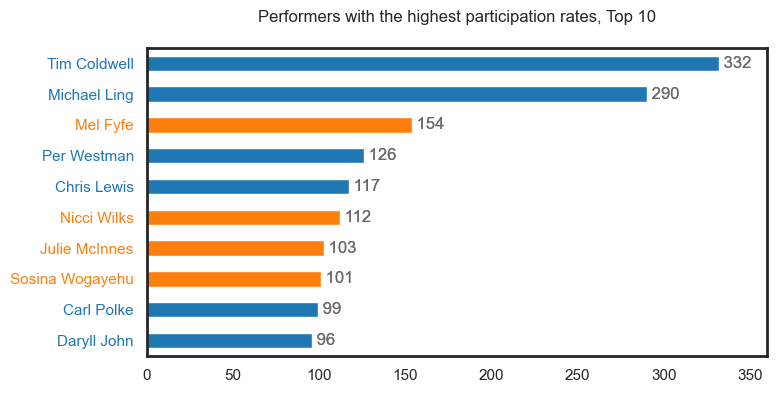 Performers with the highest participation rates, Top 10
Tim Coldwell 332
Michael Ling 290
Mel Fyfe 154
Per Westman 126
Chris Lewis 117
Nicci Wilks 112
Julie McInnes 103
Sosina Wogayehu 101
Carl Polke 99
Daryll John 96
0 50 100 150 200 250 300 350